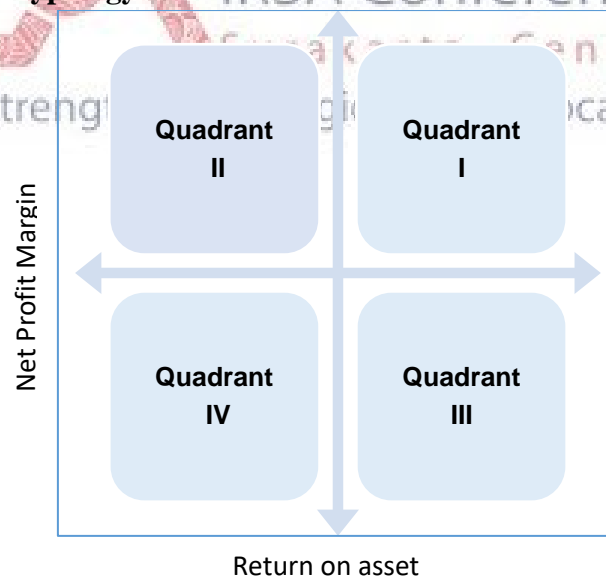 Quadrant
II
Quadrant
I
Net Profit Margin
Quadrant
IV
Quadrant
III
Return on asset